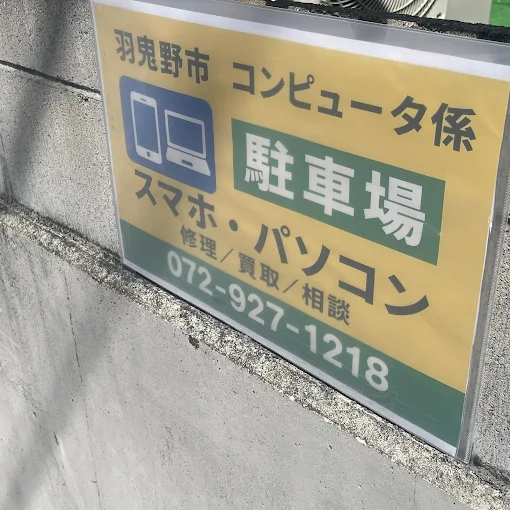 羽鬼野市 コンピュータ係
駐車場
スマホ・パソコン
修理/買取/相談
072-927-1218